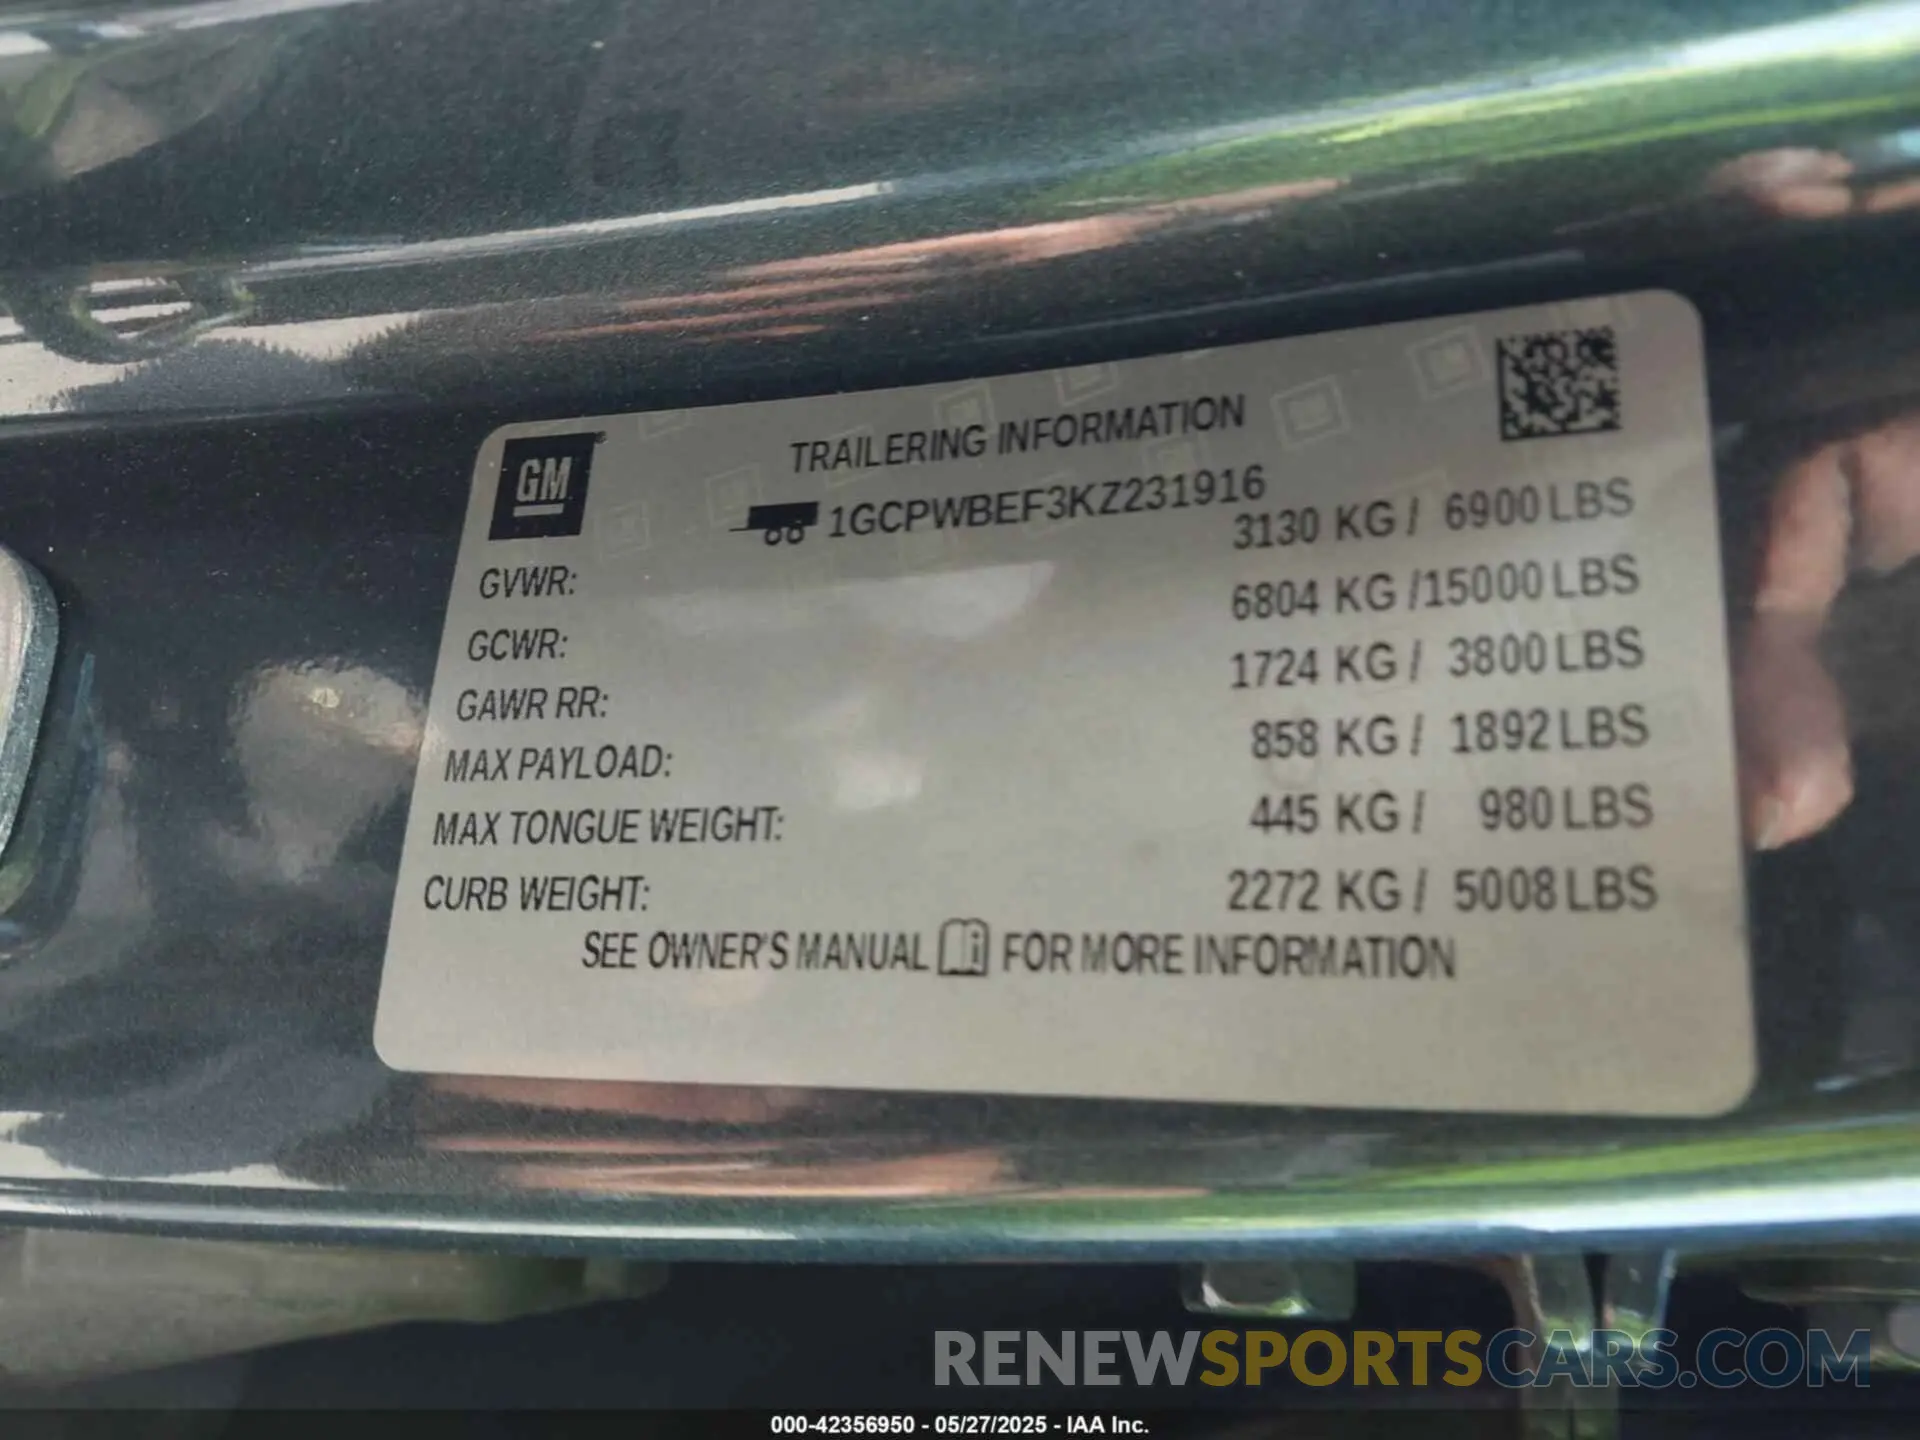 GM®
TRAILERING INFORMATION
1GCPWBEF3KZ231916
GVWR: 3130 KG / 6900 LBS
GCWR: 6804 KG /15000 LBS
GAWR RR: 1724 KG / 3800 LBS
MAX PAYLOAD: 858 KG / 1892 LBS
MAX TONGUE WEIGHT: 445 KG / 980 LBS
CURB WEIGHT: 2272 KG / 5008 LBS
SEE OWNER'S MANUAL FOR MORE INFORMATION
RENEWSPORTSCARS.COM
000-42356950 - 05/27/2025 - IAA Inc.